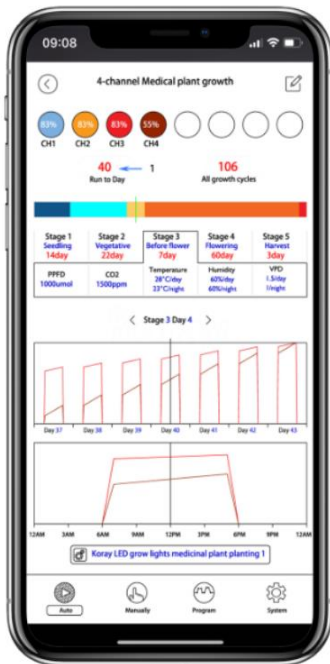 09:08
4-channel Medical plant growth
83% 83% 83% 55%
CH1 CH2 CH3 CH4
40 1 106
Run to Day All growth cycles
Stage 1 Stage 2 Stage 3 Stage 4 Stage 5
Seedling Vegetative Before flower Flowering Harvest
14day 22day 7day 60day 3day
PPFD CO2 Temperature Humidity VPD
1000umol 1500ppm 28°C/day 60%/day 1.5/day
23°C/night 60%/night /night
< Stage 3 Day 4 >
Day 37 Day 38 Day 39 Day 40 Day 41 Day 42 Day 43
12AM 3AM 6AM 9AM 12PM 3PM 6PM 9PM 12AM
Koray LED grow lights medicinal plant planting 1
Auto Manually Program System